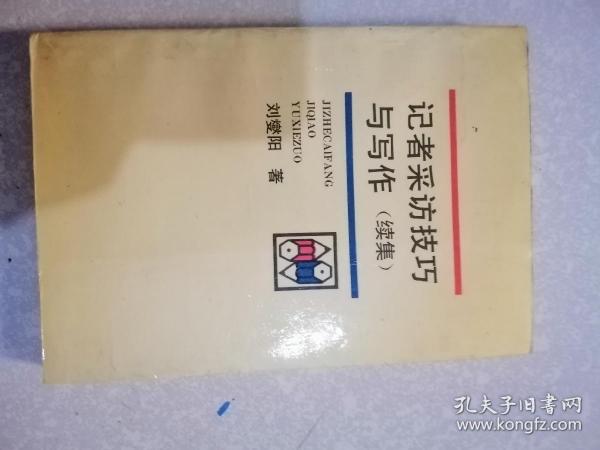 记者采访技巧
与写作（续集）
JIZHECAIFANG
JIQIAO
YUXIEZUO
刘燮阳 著
孔夫子旧书网
www.kongfz.com